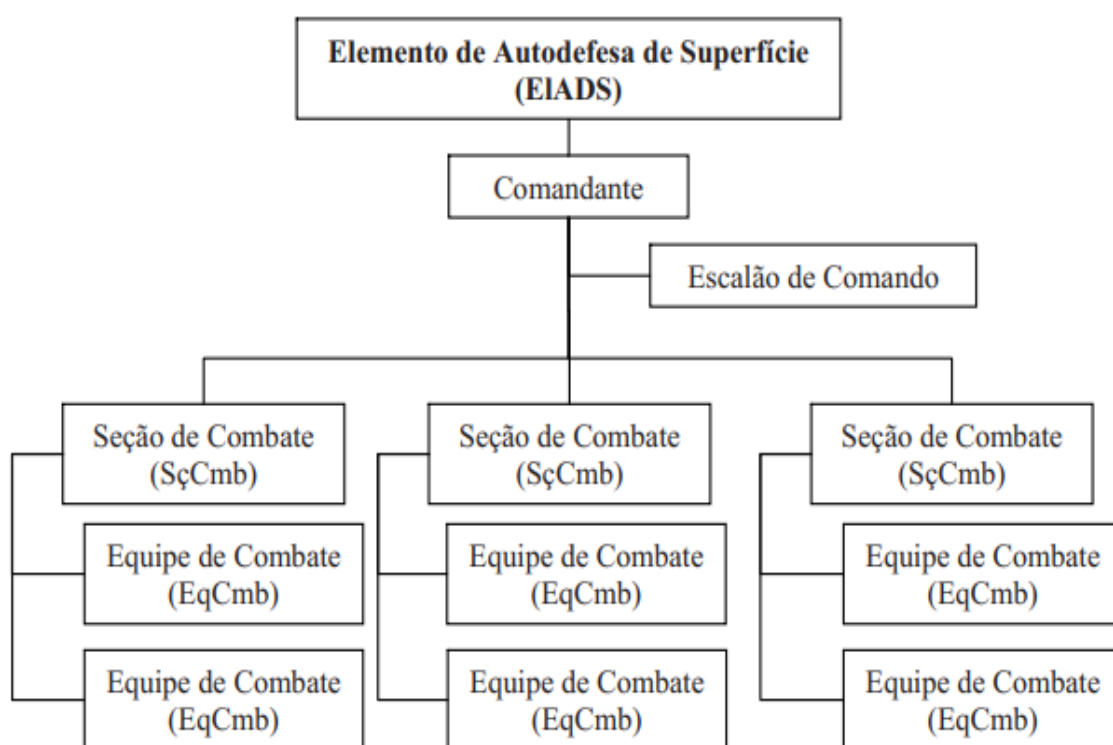 Elemento de Autodefesa de Superfície
(ElADS)
Comandante
Escalão de Comando
Seção de Combate
(SçCmb)
Equipe de Combate
(EqCmb)
Equipe de Combate
(EqCmb)
Seção de Combate
(SçCmb)
Equipe de Combate
(EqCmb)
Equipe de Combate
(EqCmb)
Seção de Combate
(SçCmb)
Equipe de Combate
(EqCmb)
Equipe de Combate
(EqCmb)